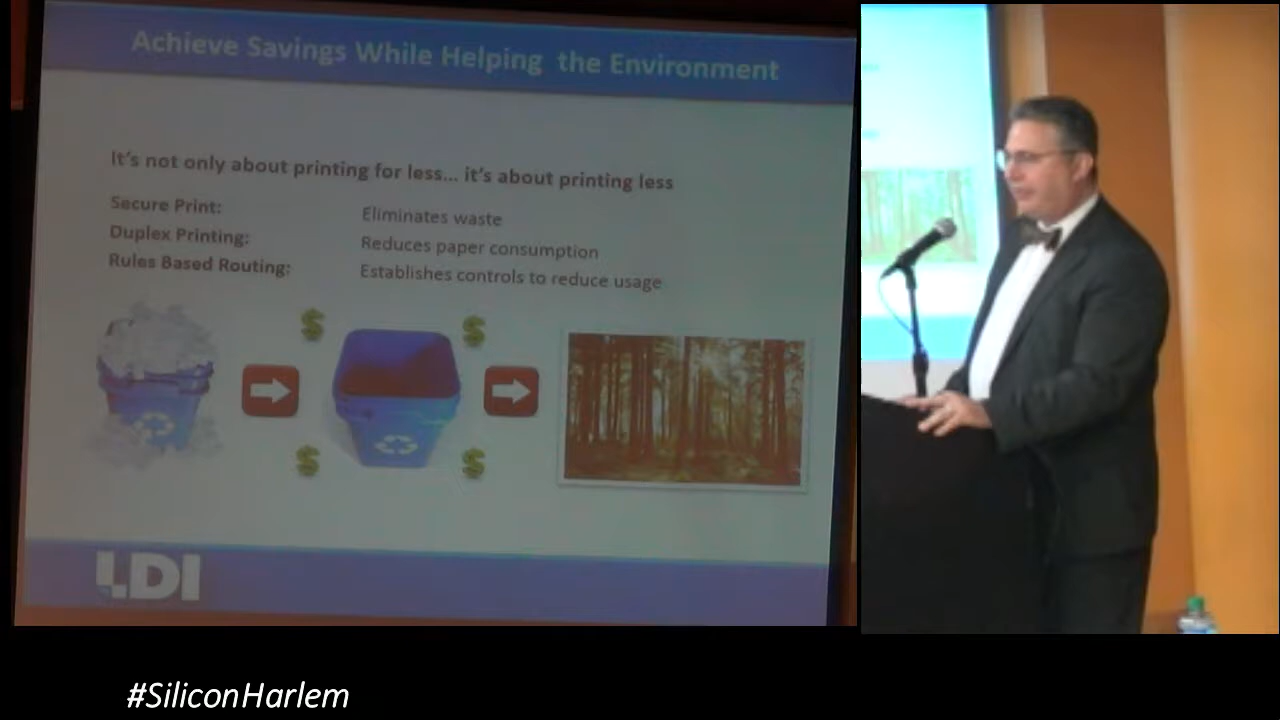 Achieve Savings While Helping the Environment
It's not only about printing for less... it's about printing less
Secure Print: Eliminates waste
Duplex Printing: Reduces paper consumption
Rules Based Routing: Establishes controls to reduce usage
$ $
$ $
LDI
#SiliconHarlem